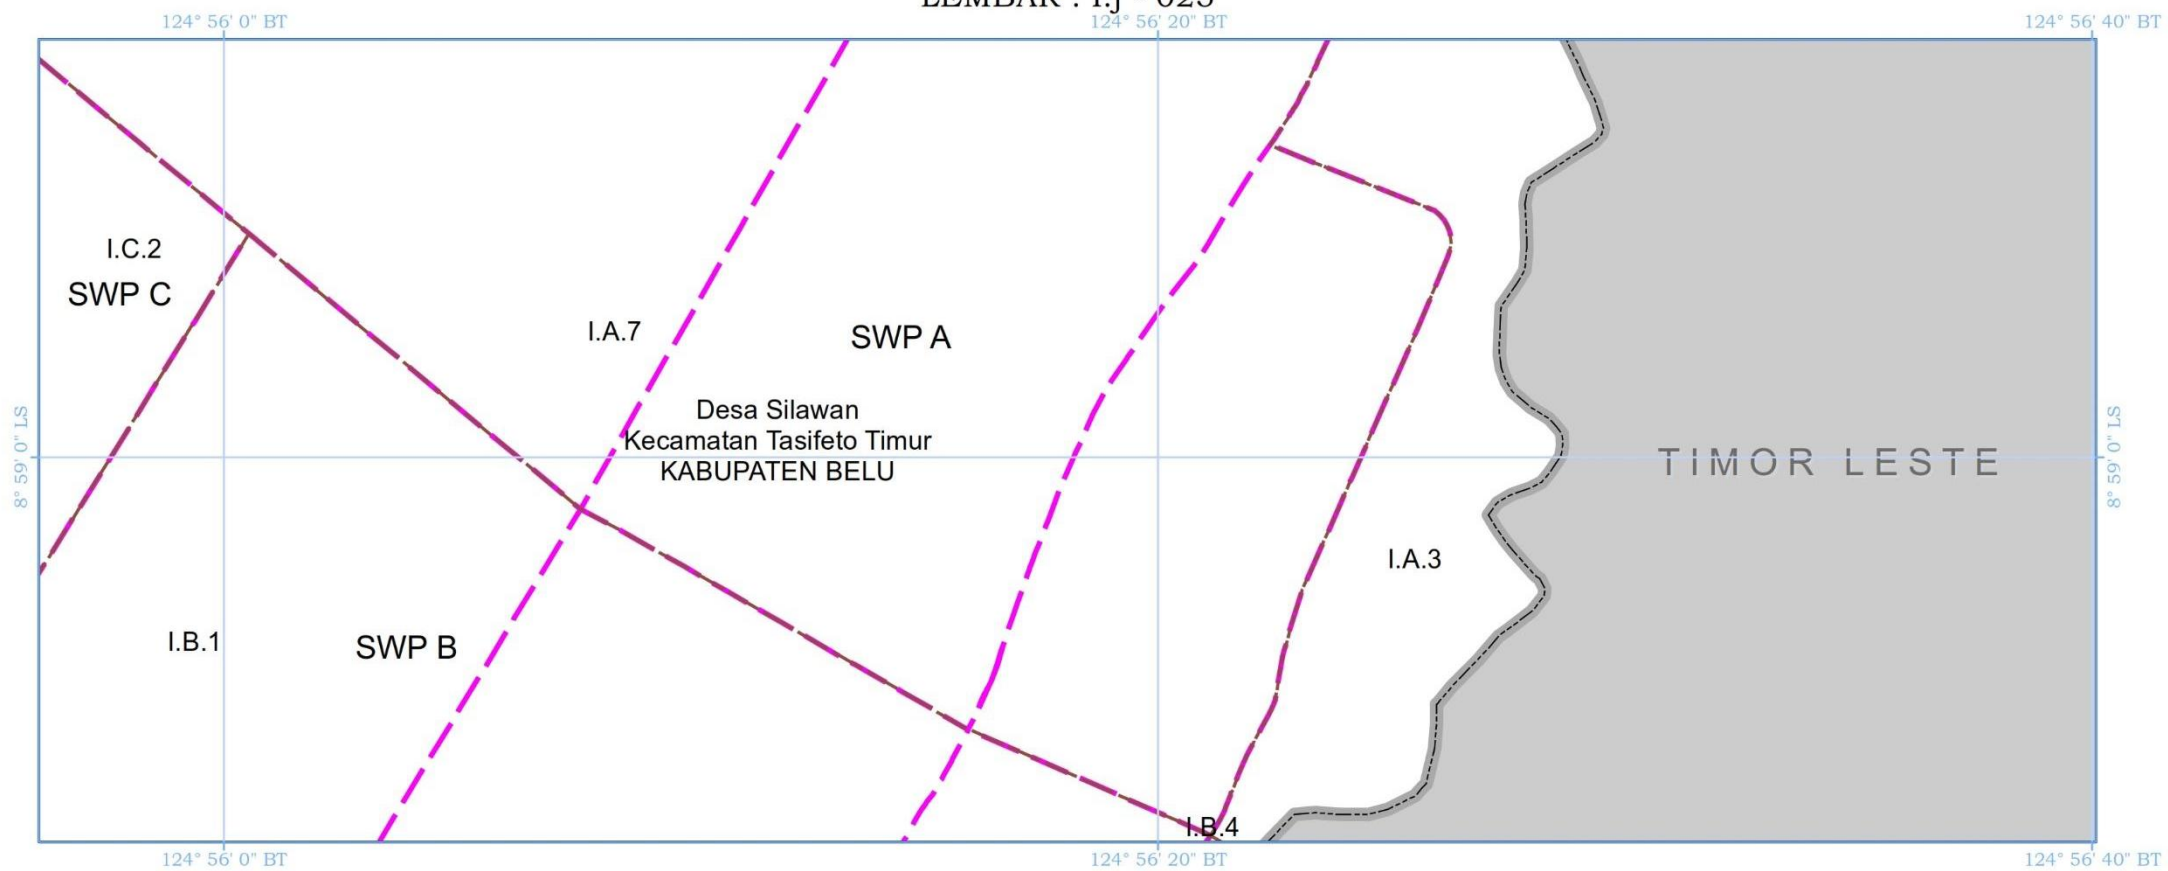 LEMBAR : I.J - 023
124° 56' 0" BT
124° 56' 20" BT
124° 56' 40" BT
I.C.2
SWP C
I.A.7
SWP A
Desa Silawan
Kecamatan Tasifeto Timur
KABUPATEN BELU
8° 59' 0" LS
8° 59' 0" LS
TIMOR LESTE
I.A.3
I.B.1
SWP B
I.B.4
124° 56' 0" BT
124° 56' 20" BT
124° 56' 40" BT